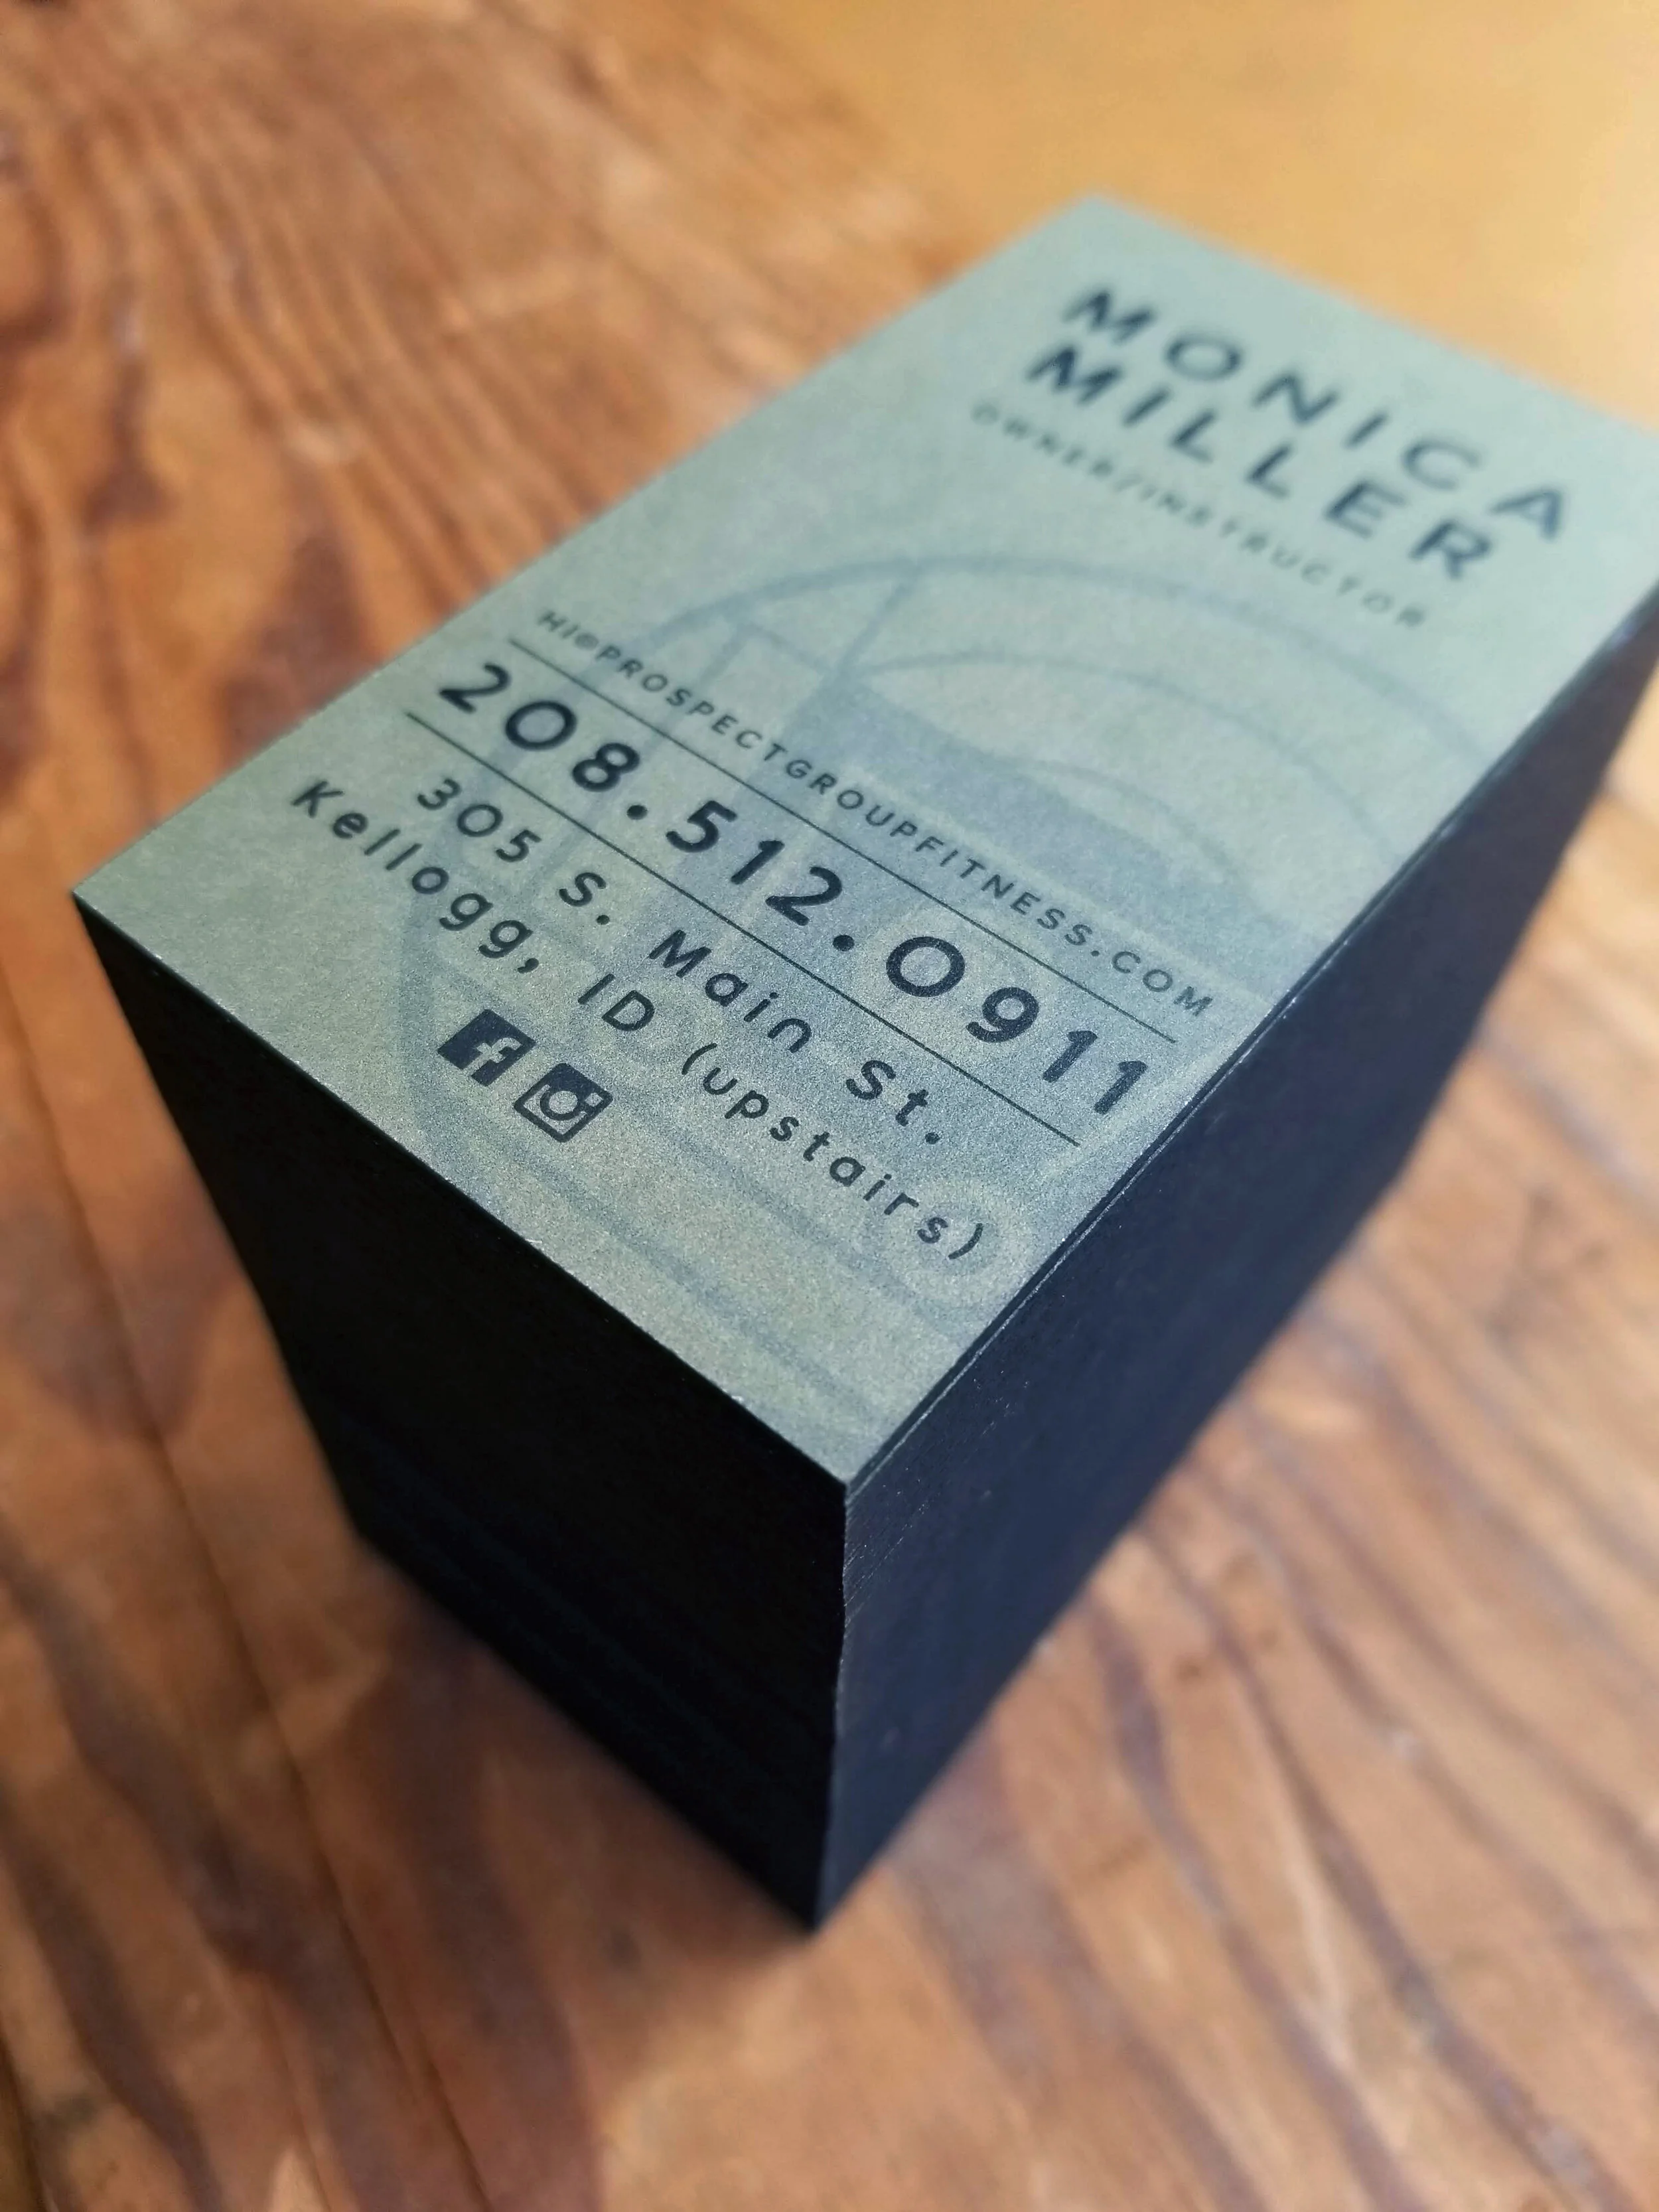 MONICA
MILLER
OWNER/INSTRUCTOR
HI@PROSPECTGROUPFITNESS.COM
208.512.0911
305 S. Main St.
Kellogg, ID (upstairs)